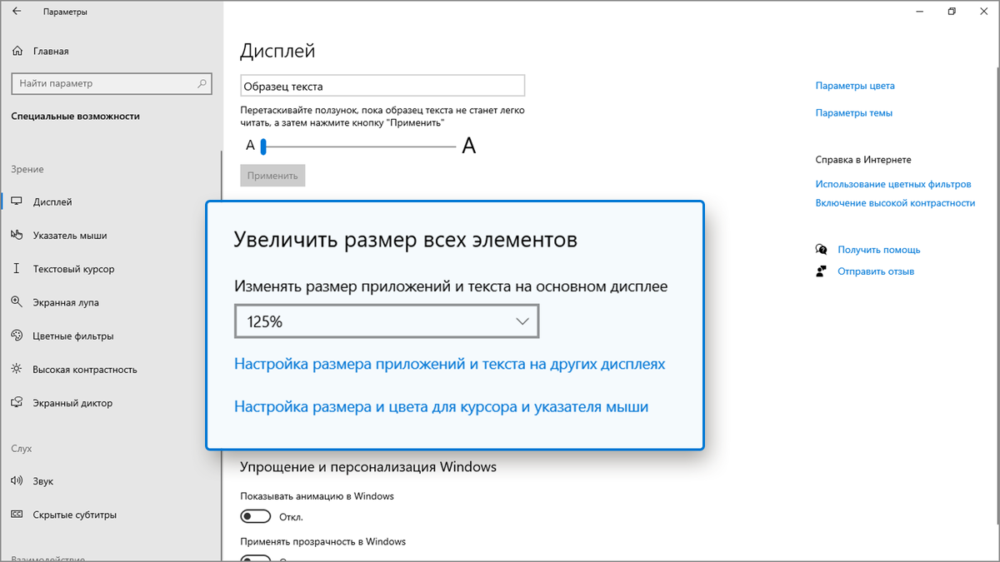 Параметры
Главная
Найти параметр
Специальные возможности
Зрение
Дисплей
Указатель мыши
Текстовый курсор
Экранная лупа
Цветные фильтры
Высокая контрастность
Экранный диктор
Слух
Звук
Скрытые субтитры
Взаимодействие
Дисплей
Образец текста
Перетаскивайте ползунок, пока образец текста не станет легко
читать, а затем нажмите кнопку "Применить"
A A
Применить
Увеличить размер всех элементов
Изменять размер приложений и текста на основном дисплее
125%
Настройка размера приложений и текста на других дисплеях
Настройка размера и цвета для курсора и указателя мыши
Упрощение и персонализация Windows
Показывать анимацию в Windows
Откл.
Применять прозрачность в Windows
Параметры цвета
Параметры темы
Справка в Интернете
Использование цветных фильтров
Включение высокой контрастности
Получить помощь
Отправить отзыв